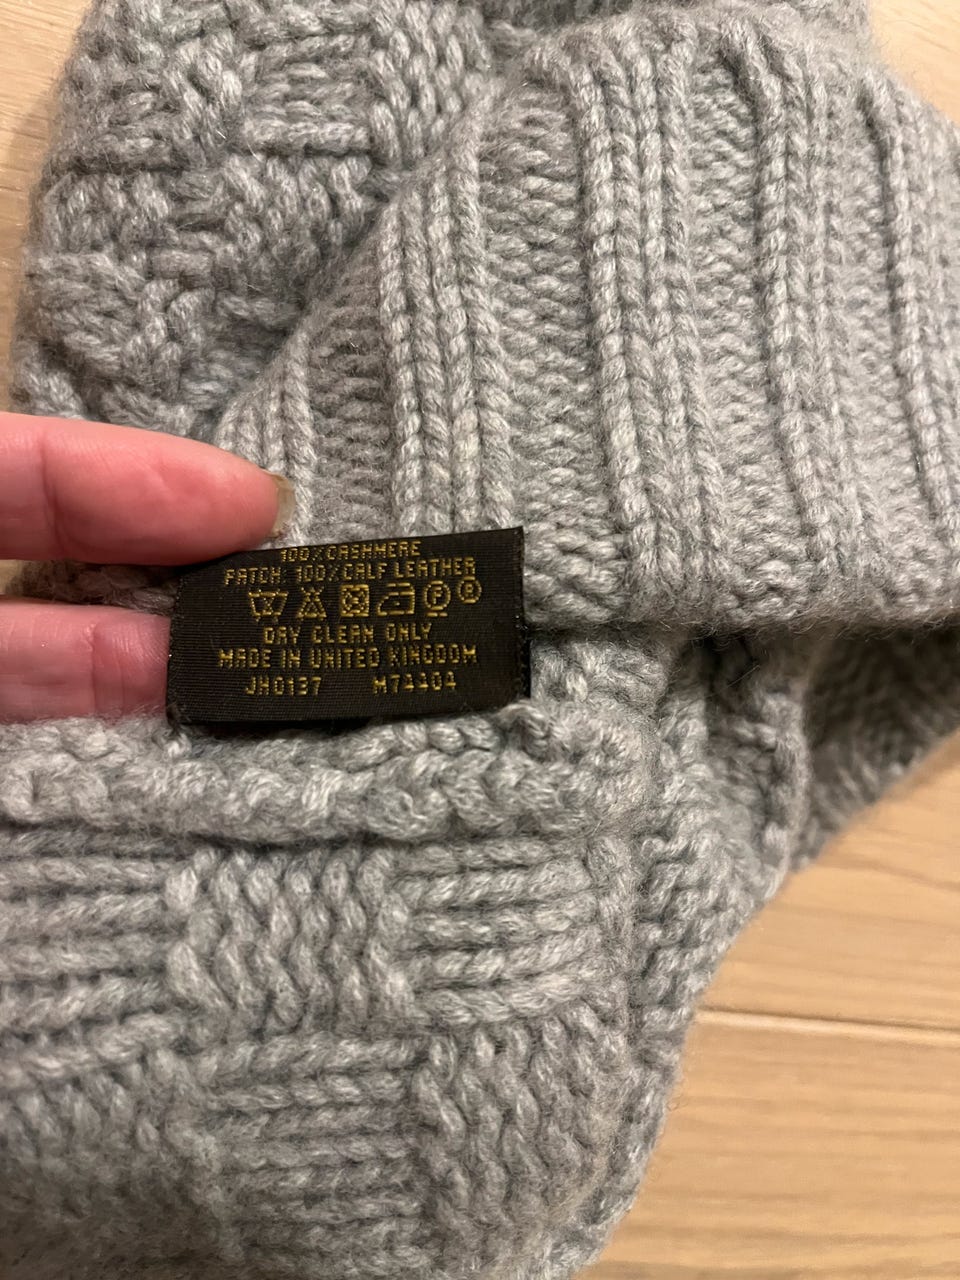 100%CASHMERE
PATCH: 100%CALF LEATHER
P ®
DRY CLEAN ONLY
MADE IN UNITED KINGDOM
JH0137 M74404